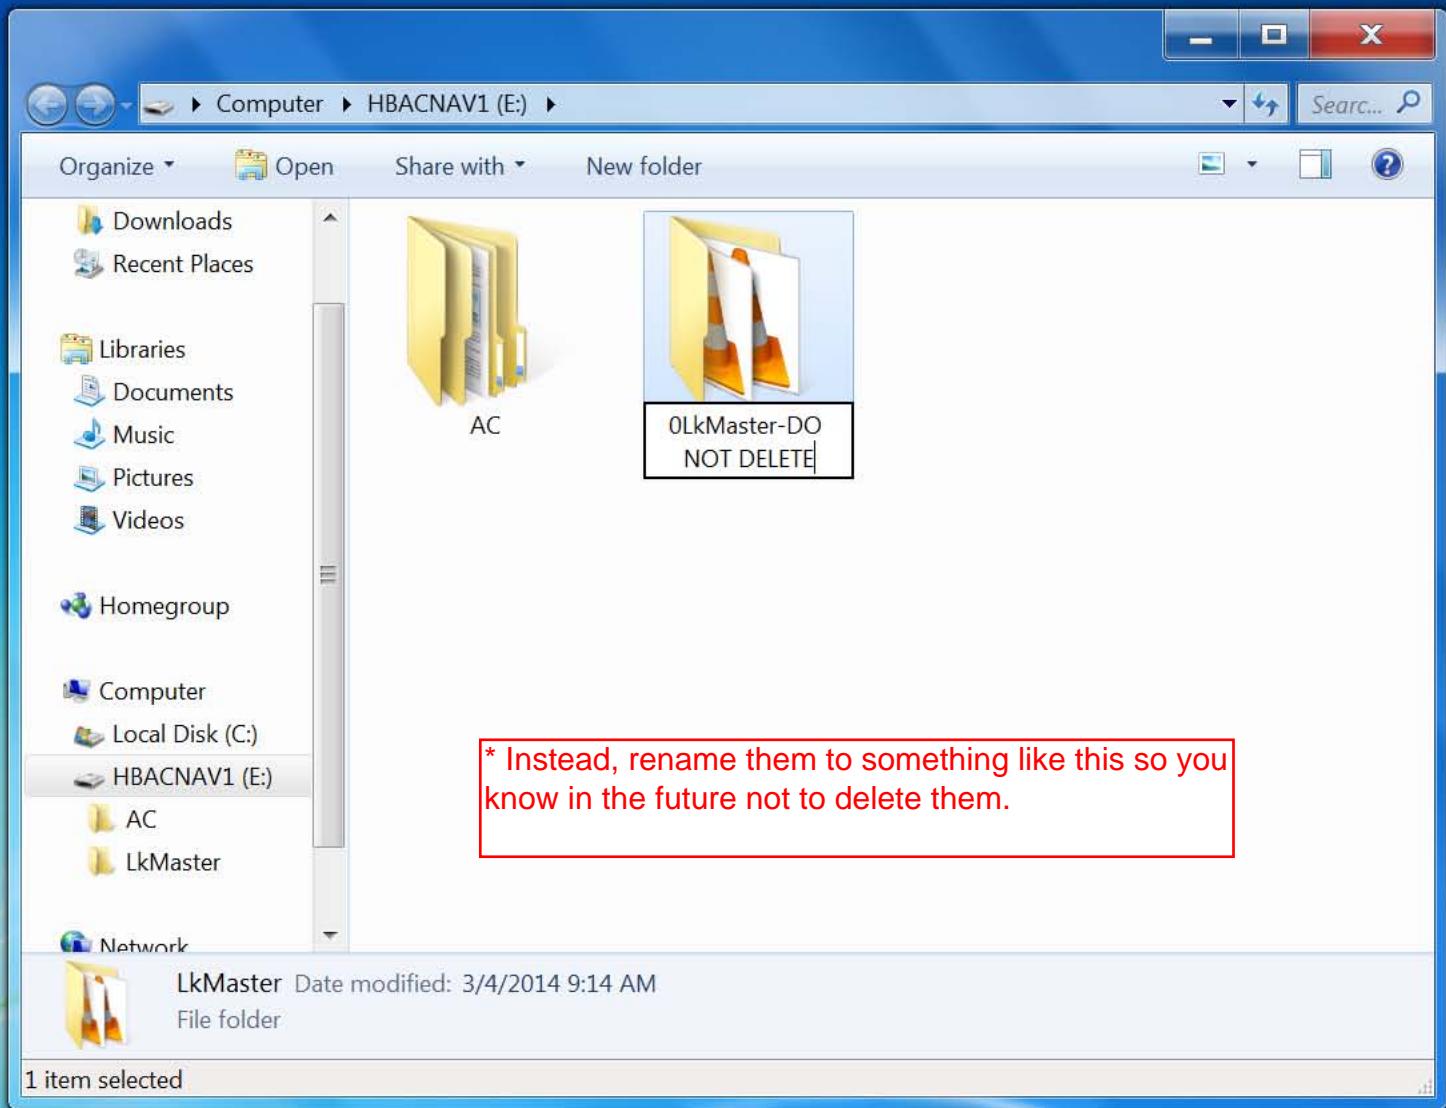 Computer HBACNAV1 (E:)
Searc...
Organize Open Share with New folder
Downloads
Recent Places
Libraries
Documents
Music
Pictures
Videos
Homegroup
Computer
Local Disk (C:)
HBACNAV1 (E:)
AC
LkMaster
Network
AC
0LkMaster-DO
NOT DELETE
* Instead, rename them to something like this so you
know in the future not to delete them.
LkMaster Date modified: 3/4/2014 9:14 AM
File folder
1 item selected